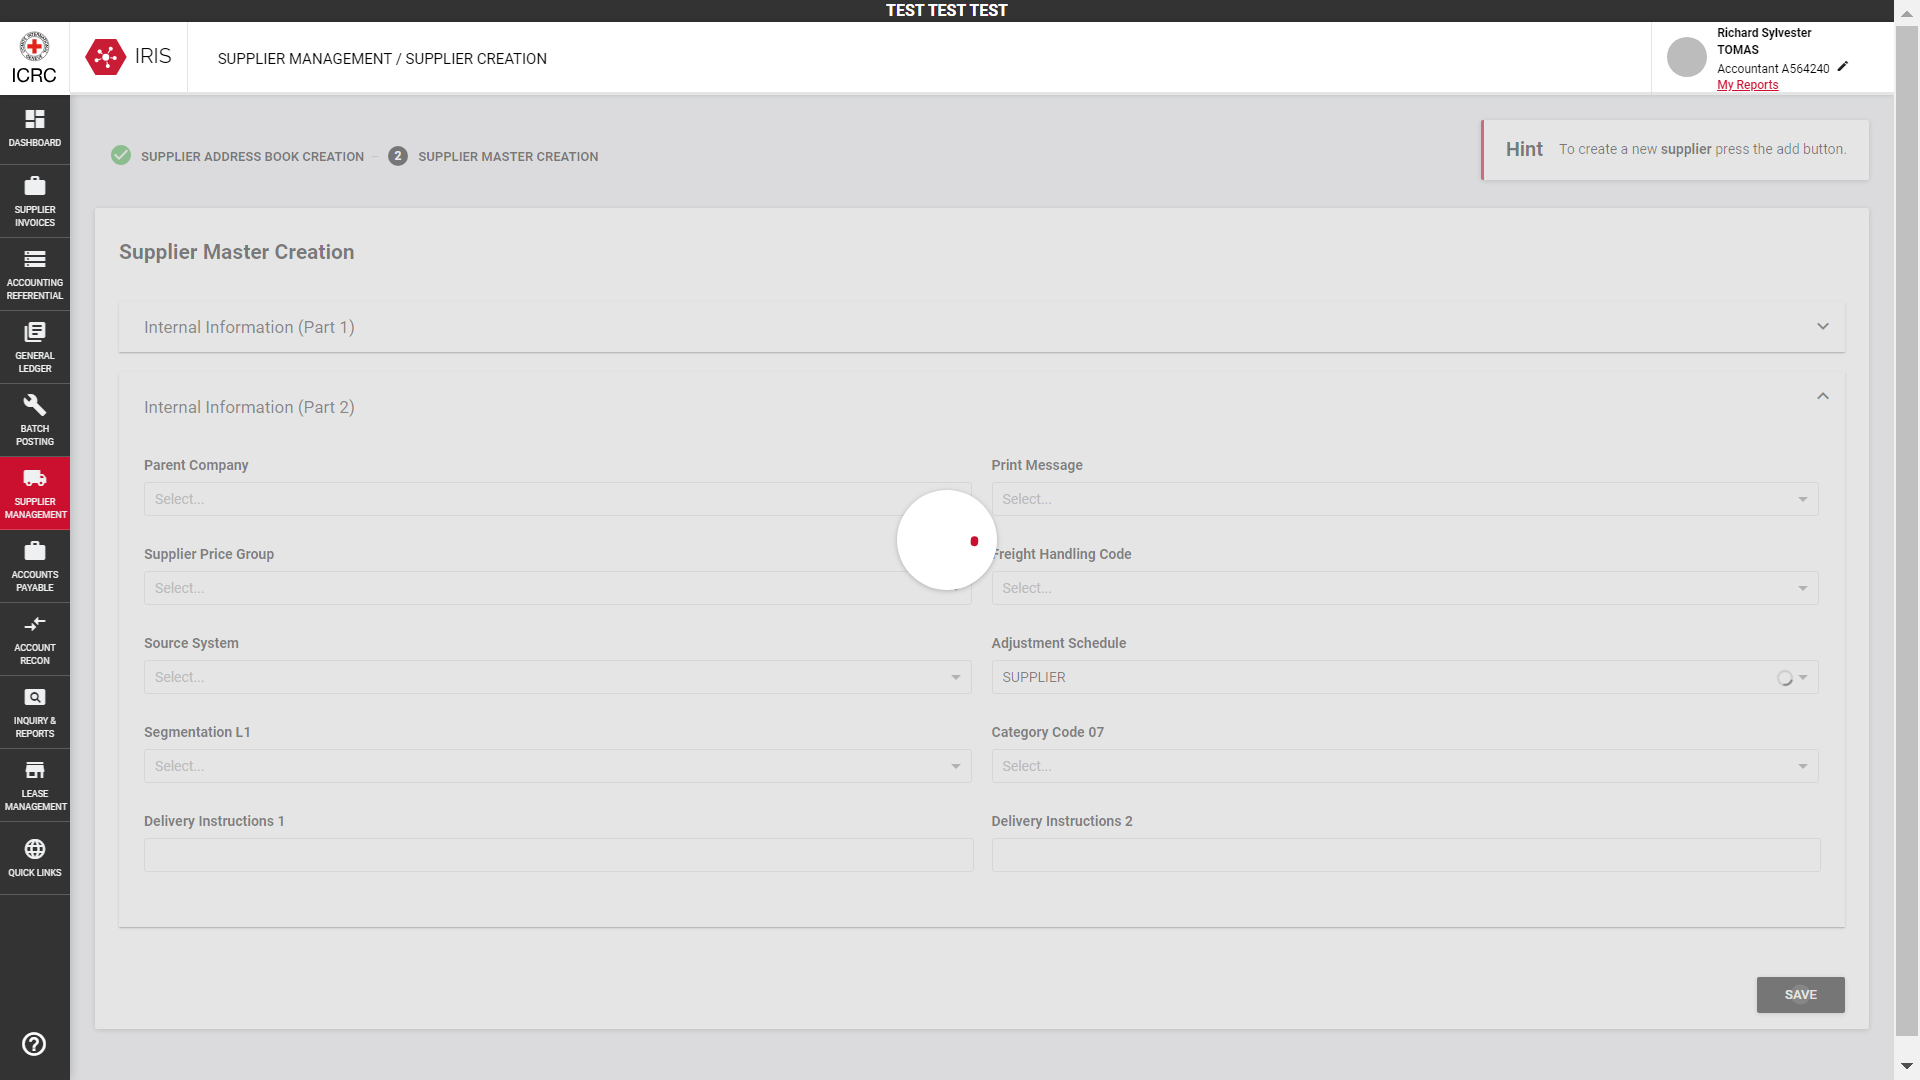 TEST TEST TEST
ICRC
IRIS
SUPPLIER MANAGEMENT / SUPPLIER CREATION
Richard Sylvester
TOMAS
Accountant A564240
My Reports
DASHBOARD
SUPPLIER
INVOICES
ACCOUNTING
REFERENTIAL
GENERAL
LEDGER
BATCH
POSTING
SUPPLIER
MANAGEMENT
ACCOUNTS
PAYABLE
ACCOUNT
RECON
INQUIRY &
REPORTS
LEASE
MANAGEMENT
QUICK LINKS
SUPPLIER ADDRESS BOOK CREATION
2 SUPPLIER MASTER CREATION
Hint To create a new supplier press the add button.
Supplier Master Creation
Internal Information (Part 1)
Internal Information (Part 2)
Parent Company
Select...
Print Message
Select...
Supplier Price Group
Select...
Freight Handling Code
Select...
Source System
Select...
Adjustment Schedule
SUPPLIER
Segmentation L1
Select...
Category Code 07
Select...
Delivery Instructions 1
Delivery Instructions 2
SAVE